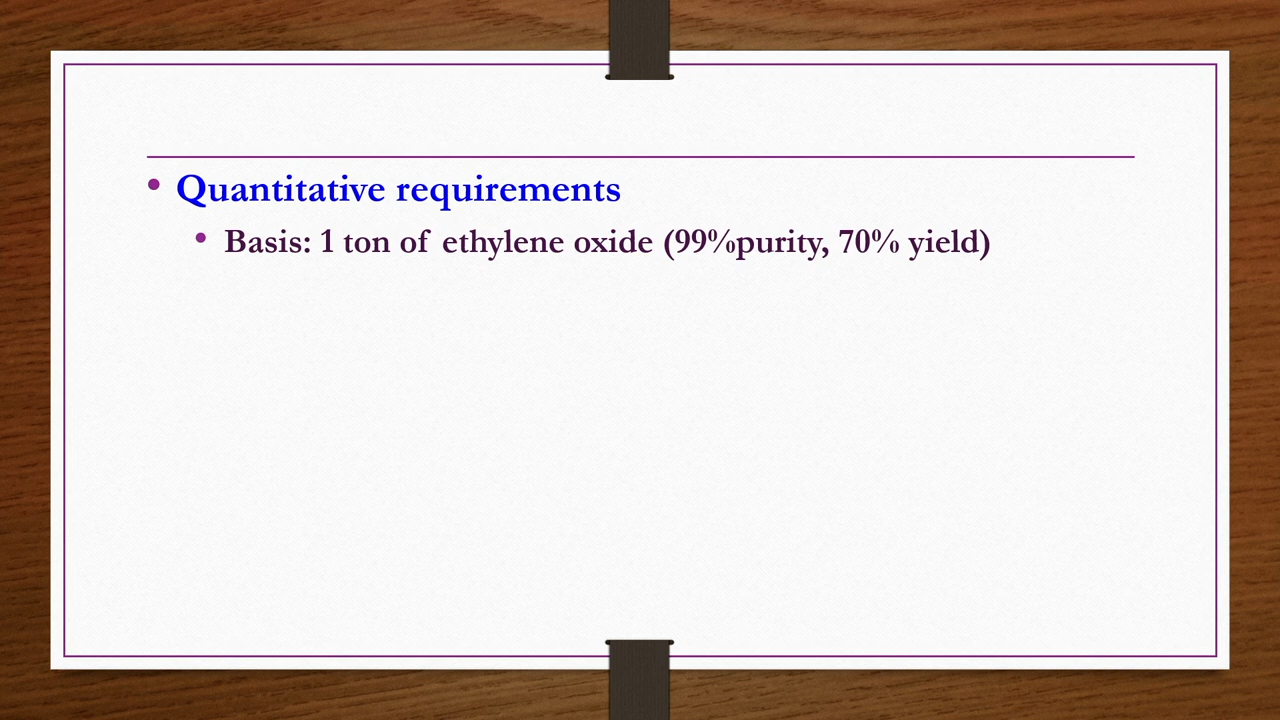 • Quantitative requirements
• Basis: 1 ton of ethylene oxide (99%purity, 70% yield)